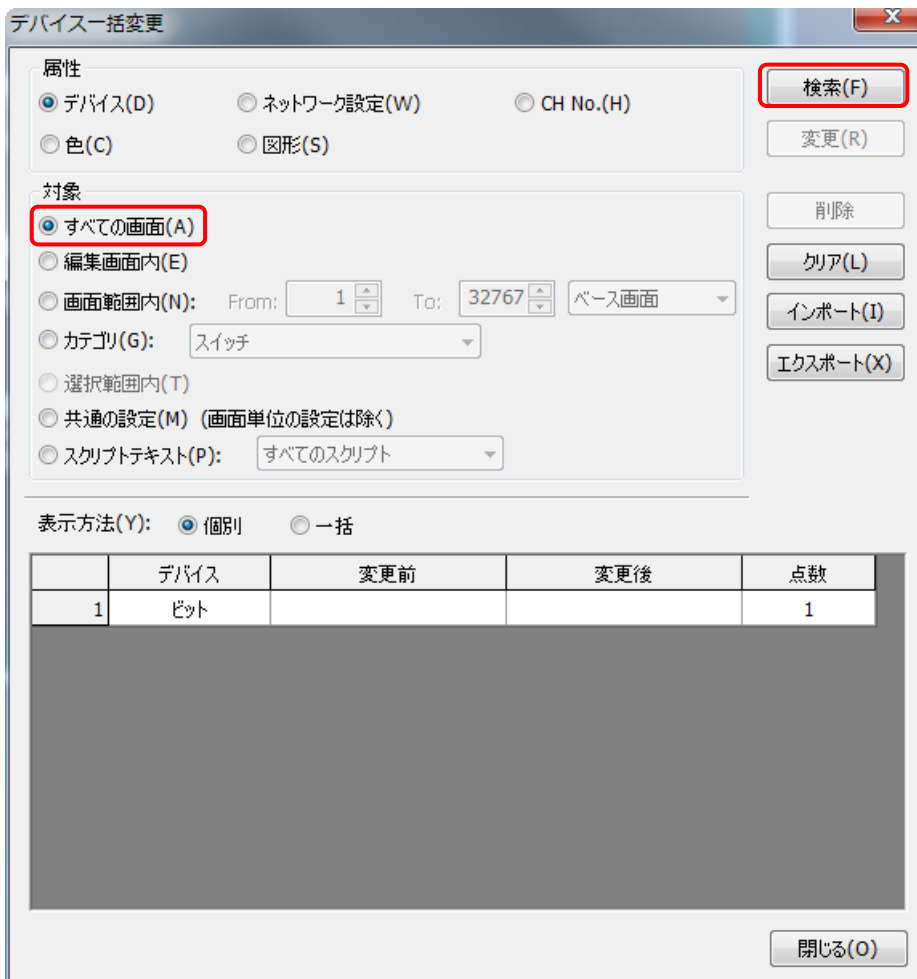 デバイス一括変更
属性
デバイス(D) ネットワーク設定(W) CH No.(H)
色(C) 図形(S)
検索(F)
変更(R)
対象
すべての画面(A)
編集画面内(E)
画面範囲内(N): From: 1 To: 32767 ベース画面
カテゴリ(G): スイッチ
選択範囲内(T)
共通の設定(M) (画面単位の設定は除く)
スクリプトテキスト(P): すべてのスクリプト
削除
クリア(L)
インポート(I)
エクスポート(X)
表示方法(Y): 個別 一括
デバイス 変更前 変更後 点数
1 ビット 1
閉じる(O)